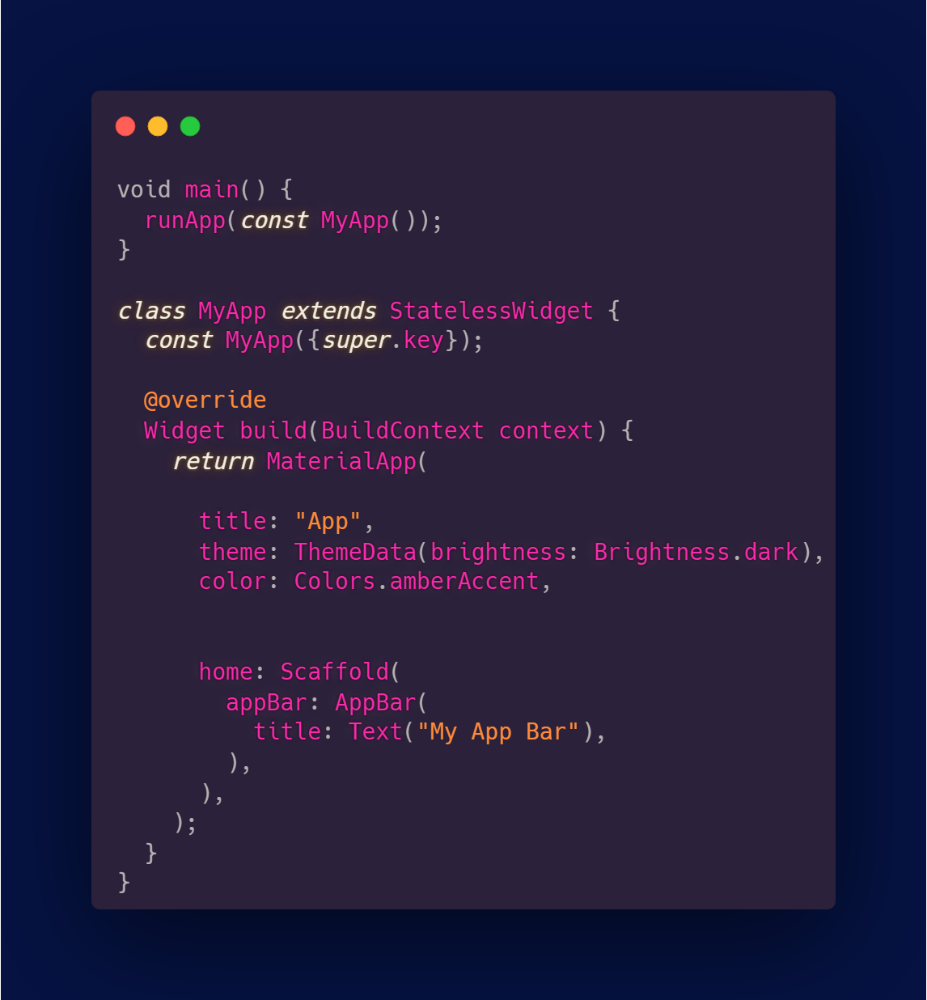 void main() {
  runApp(const MyApp());
}

class MyApp extends StatelessWidget {
  const MyApp({super.key});

  @override
  Widget build(BuildContext context) {
    return MaterialApp(

      title: "App",
      theme: ThemeData(brightness: Brightness.dark),
      color: Colors.amberAccent,


      home: Scaffold(
        appBar: AppBar(
          title: Text("My App Bar"),
        ),
      ),
    );
  }
}